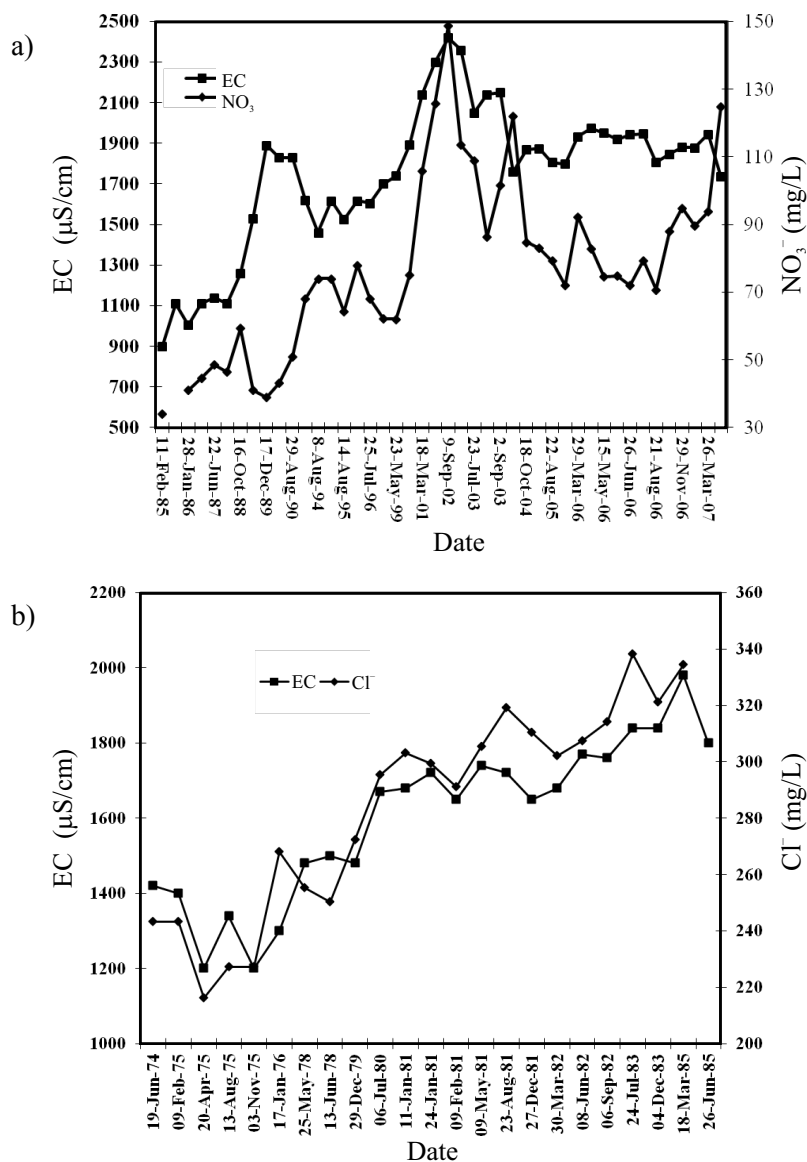 a)
2500
2300
2100
1900
1700
1500
1300
1100
900
700
500
EC (µS/cm)
EC
NO₃
150
130
110
90
70
50
30
NO₃⁻ (mg/L)
11-Feb-85
28-Jan-86
22-Jun-87
16-Oct-88
17-Dec-89
29-Aug-90
8-Aug-94
14-Aug-95
25-Jul-96
23-May-99
18-Mar-01
9-Sep-02
23-Jul-03
2-Sep-03
18-Oct-04
22-Aug-05
29-Mar-06
15-May-06
26-Jun-06
21-Aug-06
29-Nov-06
26-Mar-07
Date
b)
2200
2000
1800
1600
1400
1200
1000
EC (µS/cm)
EC Cl⁻
360
340
320
300
280
260
240
220
200
Cl⁻ (mg/L)
19-Jun-74
09-Feb-75
20-Apr-75
13-Aug-75
03-Nov-75
17-Jan-76
25-May-78
13-Jun-78
29-Dec-79
06-Jul-80
11-Jan-81
24-Jan-81
09-Feb-81
09-May-81
23-Aug-81
27-Dec-81
30-Mar-82
08-Jun-82
06-Sep-82
24-Jul-83
04-Dec-83
18-Mar-85
26-Jun-85
Date